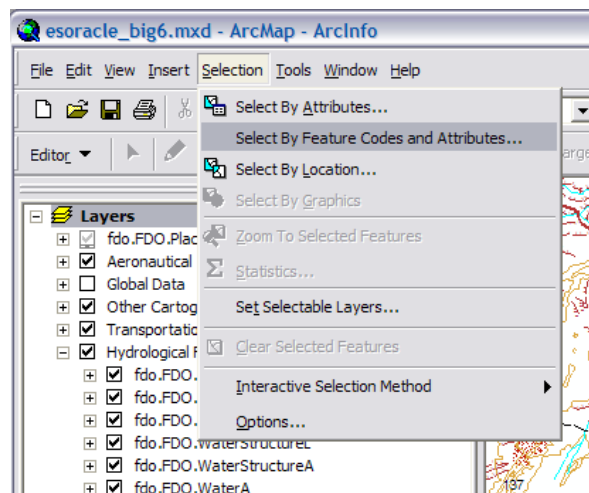 esoracle_big6.mxd - ArcMap - ArcInfo
File Edit View Insert Selection Tools Window Help
Select By Attributes...
Select By Feature Codes and Attributes...
Editor
Select By Location...
Layers
Select By Graphics
fdo.FDO.Plac
Zoom To Selected Features
Aeronautical
Statistics...
Global Data
Other Cartog
Set Selectable Layers...
Transportatio
Clear Selected Features
Hydrological F
fdo.FDO.
Interactive Selection Method
fdo.FDO.
fdo.FDO.
Options...
fdo.FDO.WaterStructureL
fdo.FDO.WaterStructureA
fdo.FDO.WaterA
137